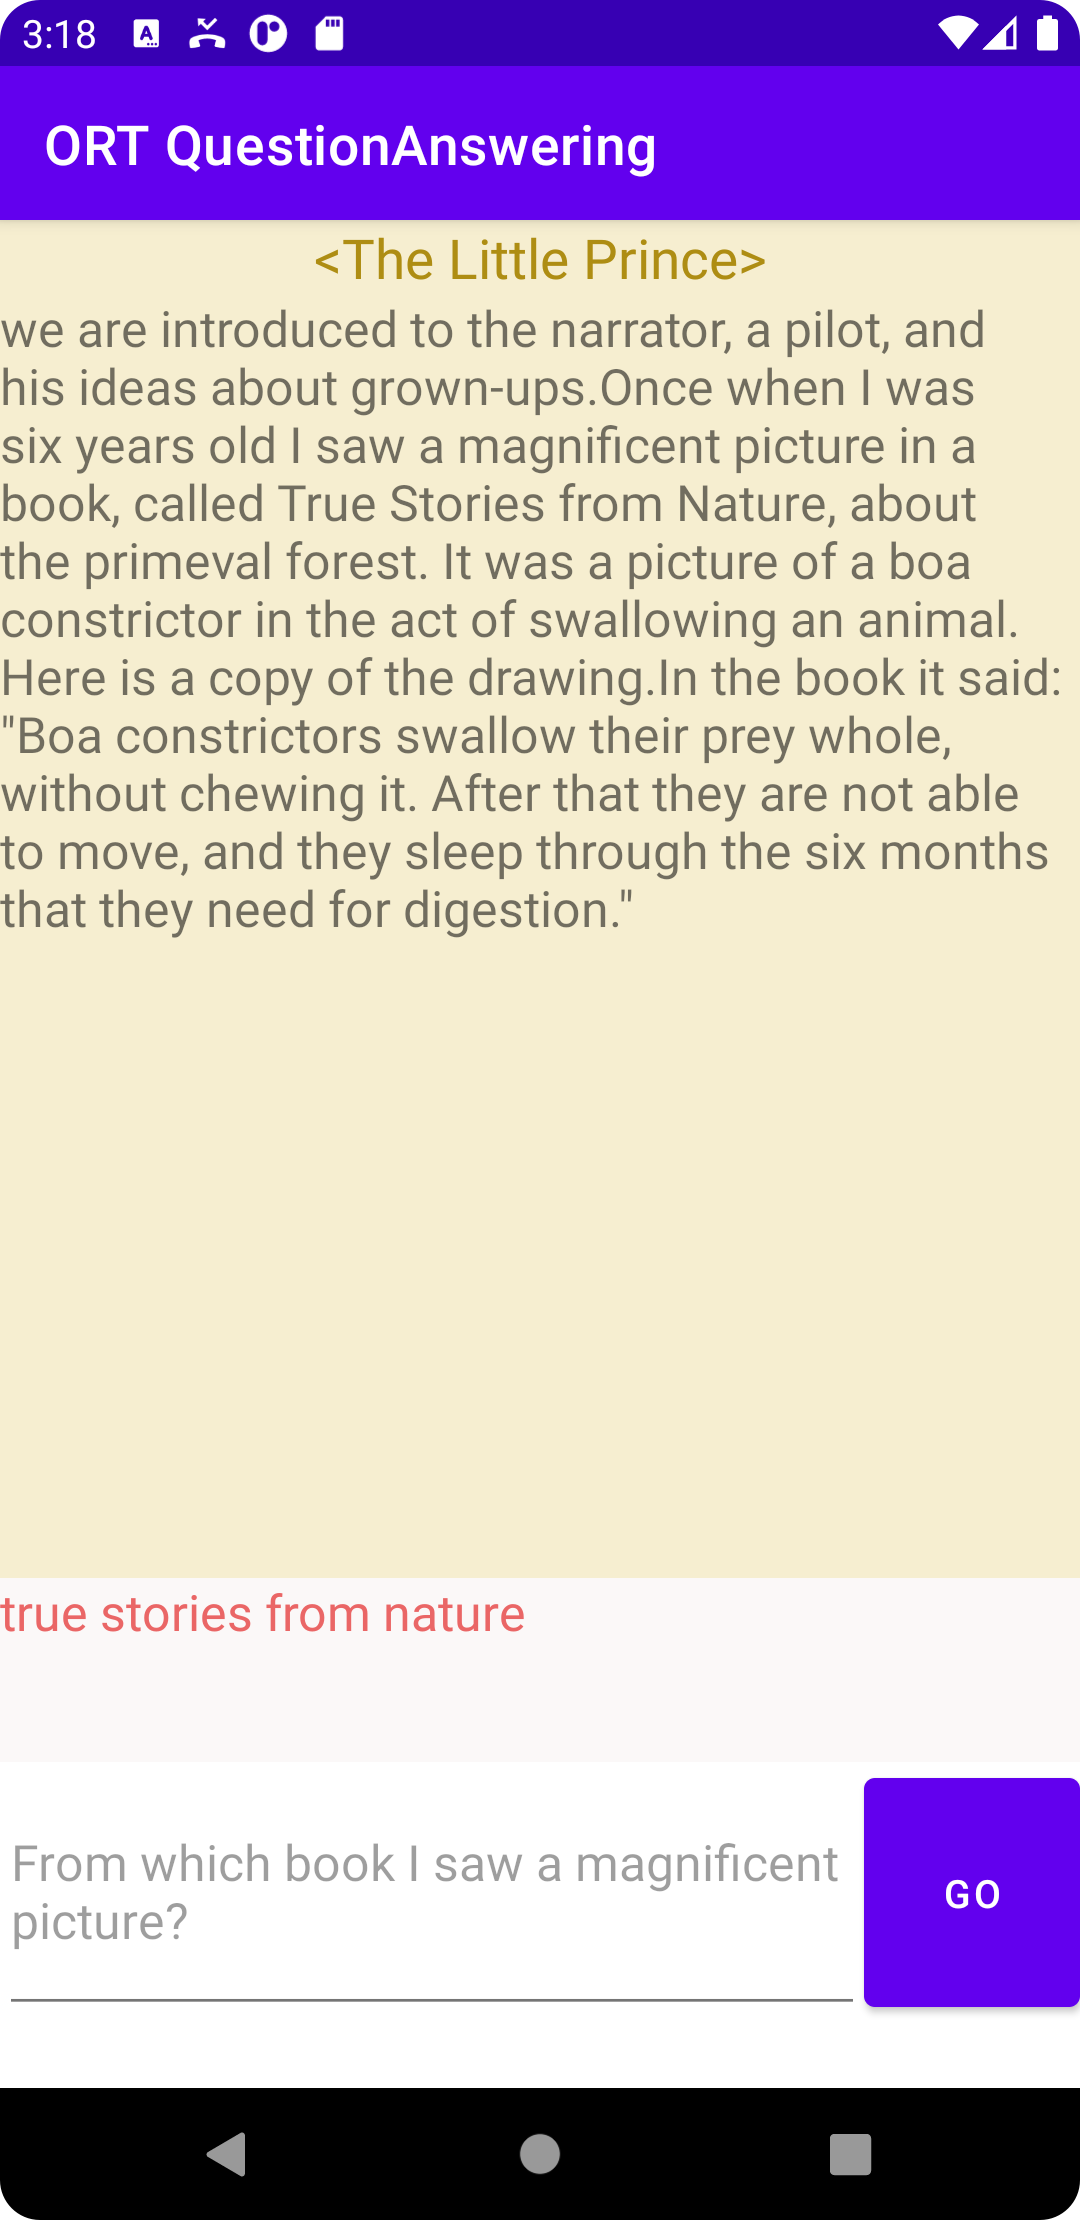 3:18
ORT QuestionAnswering
<The Little Prince>
we are introduced to the narrator, a pilot, and
his ideas about grown-ups.Once when I was
six years old I saw a magnificent picture in a
book, called True Stories from Nature, about
the primeval forest. It was a picture of a boa
constrictor in the act of swallowing an animal.
Here is a copy of the drawing.In the book it said:
"Boa constrictors swallow their prey whole,
without chewing it. After that they are not able
to move, and they sleep through the six months
that they need for digestion."
true stories from nature
From which book I saw a magnificent
picture?
GO